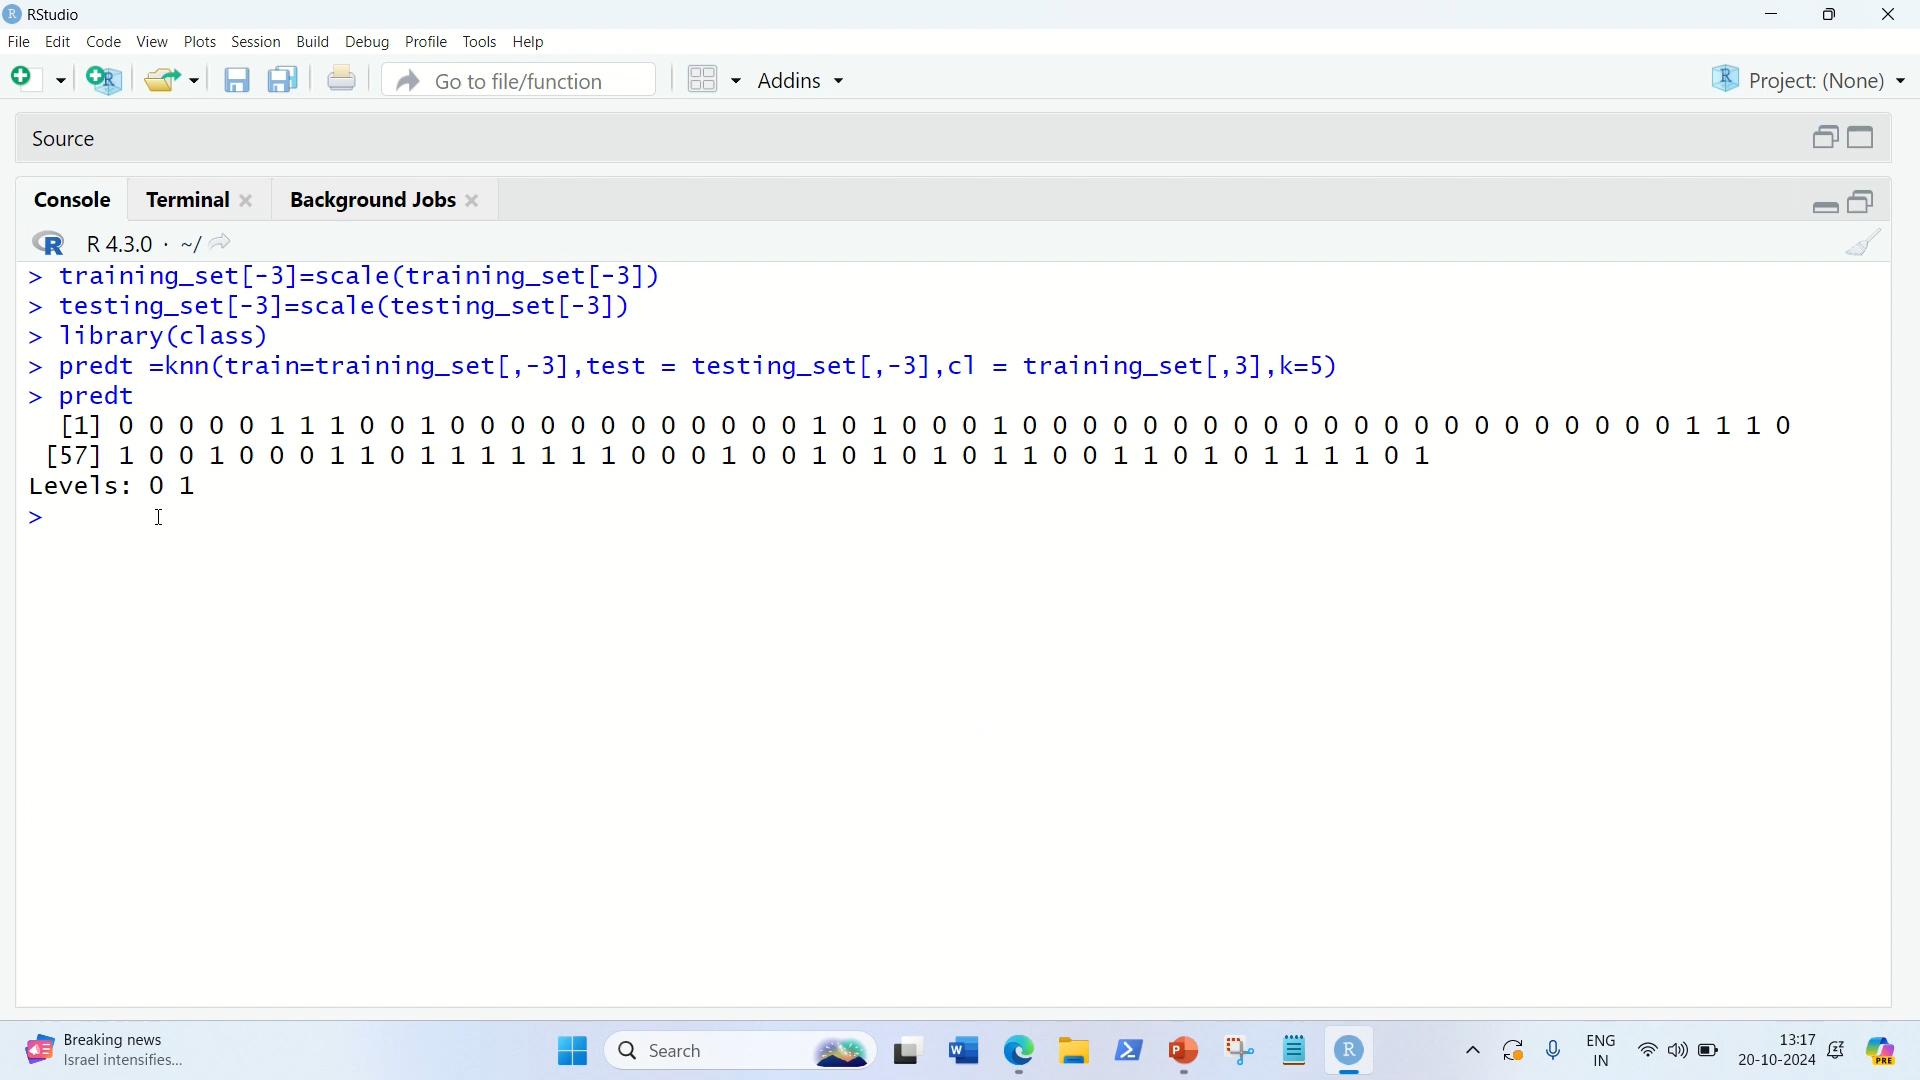 RStudio
File Edit Code View Plots Session Build Debug Profile Tools Help
Go to file/function Addins Project: (None)
Source
Console Terminal Background Jobs
R 4.3.0 · ~/
> training_set[-3]=scale(training_set[-3])
> testing_set[-3]=scale(testing_set[-3])
> library(class)
> predt =knn(train=training_set[,-3],test = testing_set[,-3],cl = training_set[,3],k=5)
> predt
[1] 0 0 0 0 0 1 1 1 0 0 1 0 0 0 0 0 0 0 0 0 0 0 0 1 0 1 0 0 0 1 0 0 0 0 0 0 0 0 0 0 0 0 0 0 0 0 0 0 0 0 0 0 1 1 1 0
[57] 1 0 0 1 0 0 0 1 1 0 1 1 1 1 1 1 1 0 0 0 1 0 0 1 0 1 0 1 0 1 1 0 0 1 1 0 1 0 1 1 1 1 0 1
Levels: 0 1
>
Breaking news
Israel intensifies...
Search
ENG
IN
13:17
20-10-2024
PRE